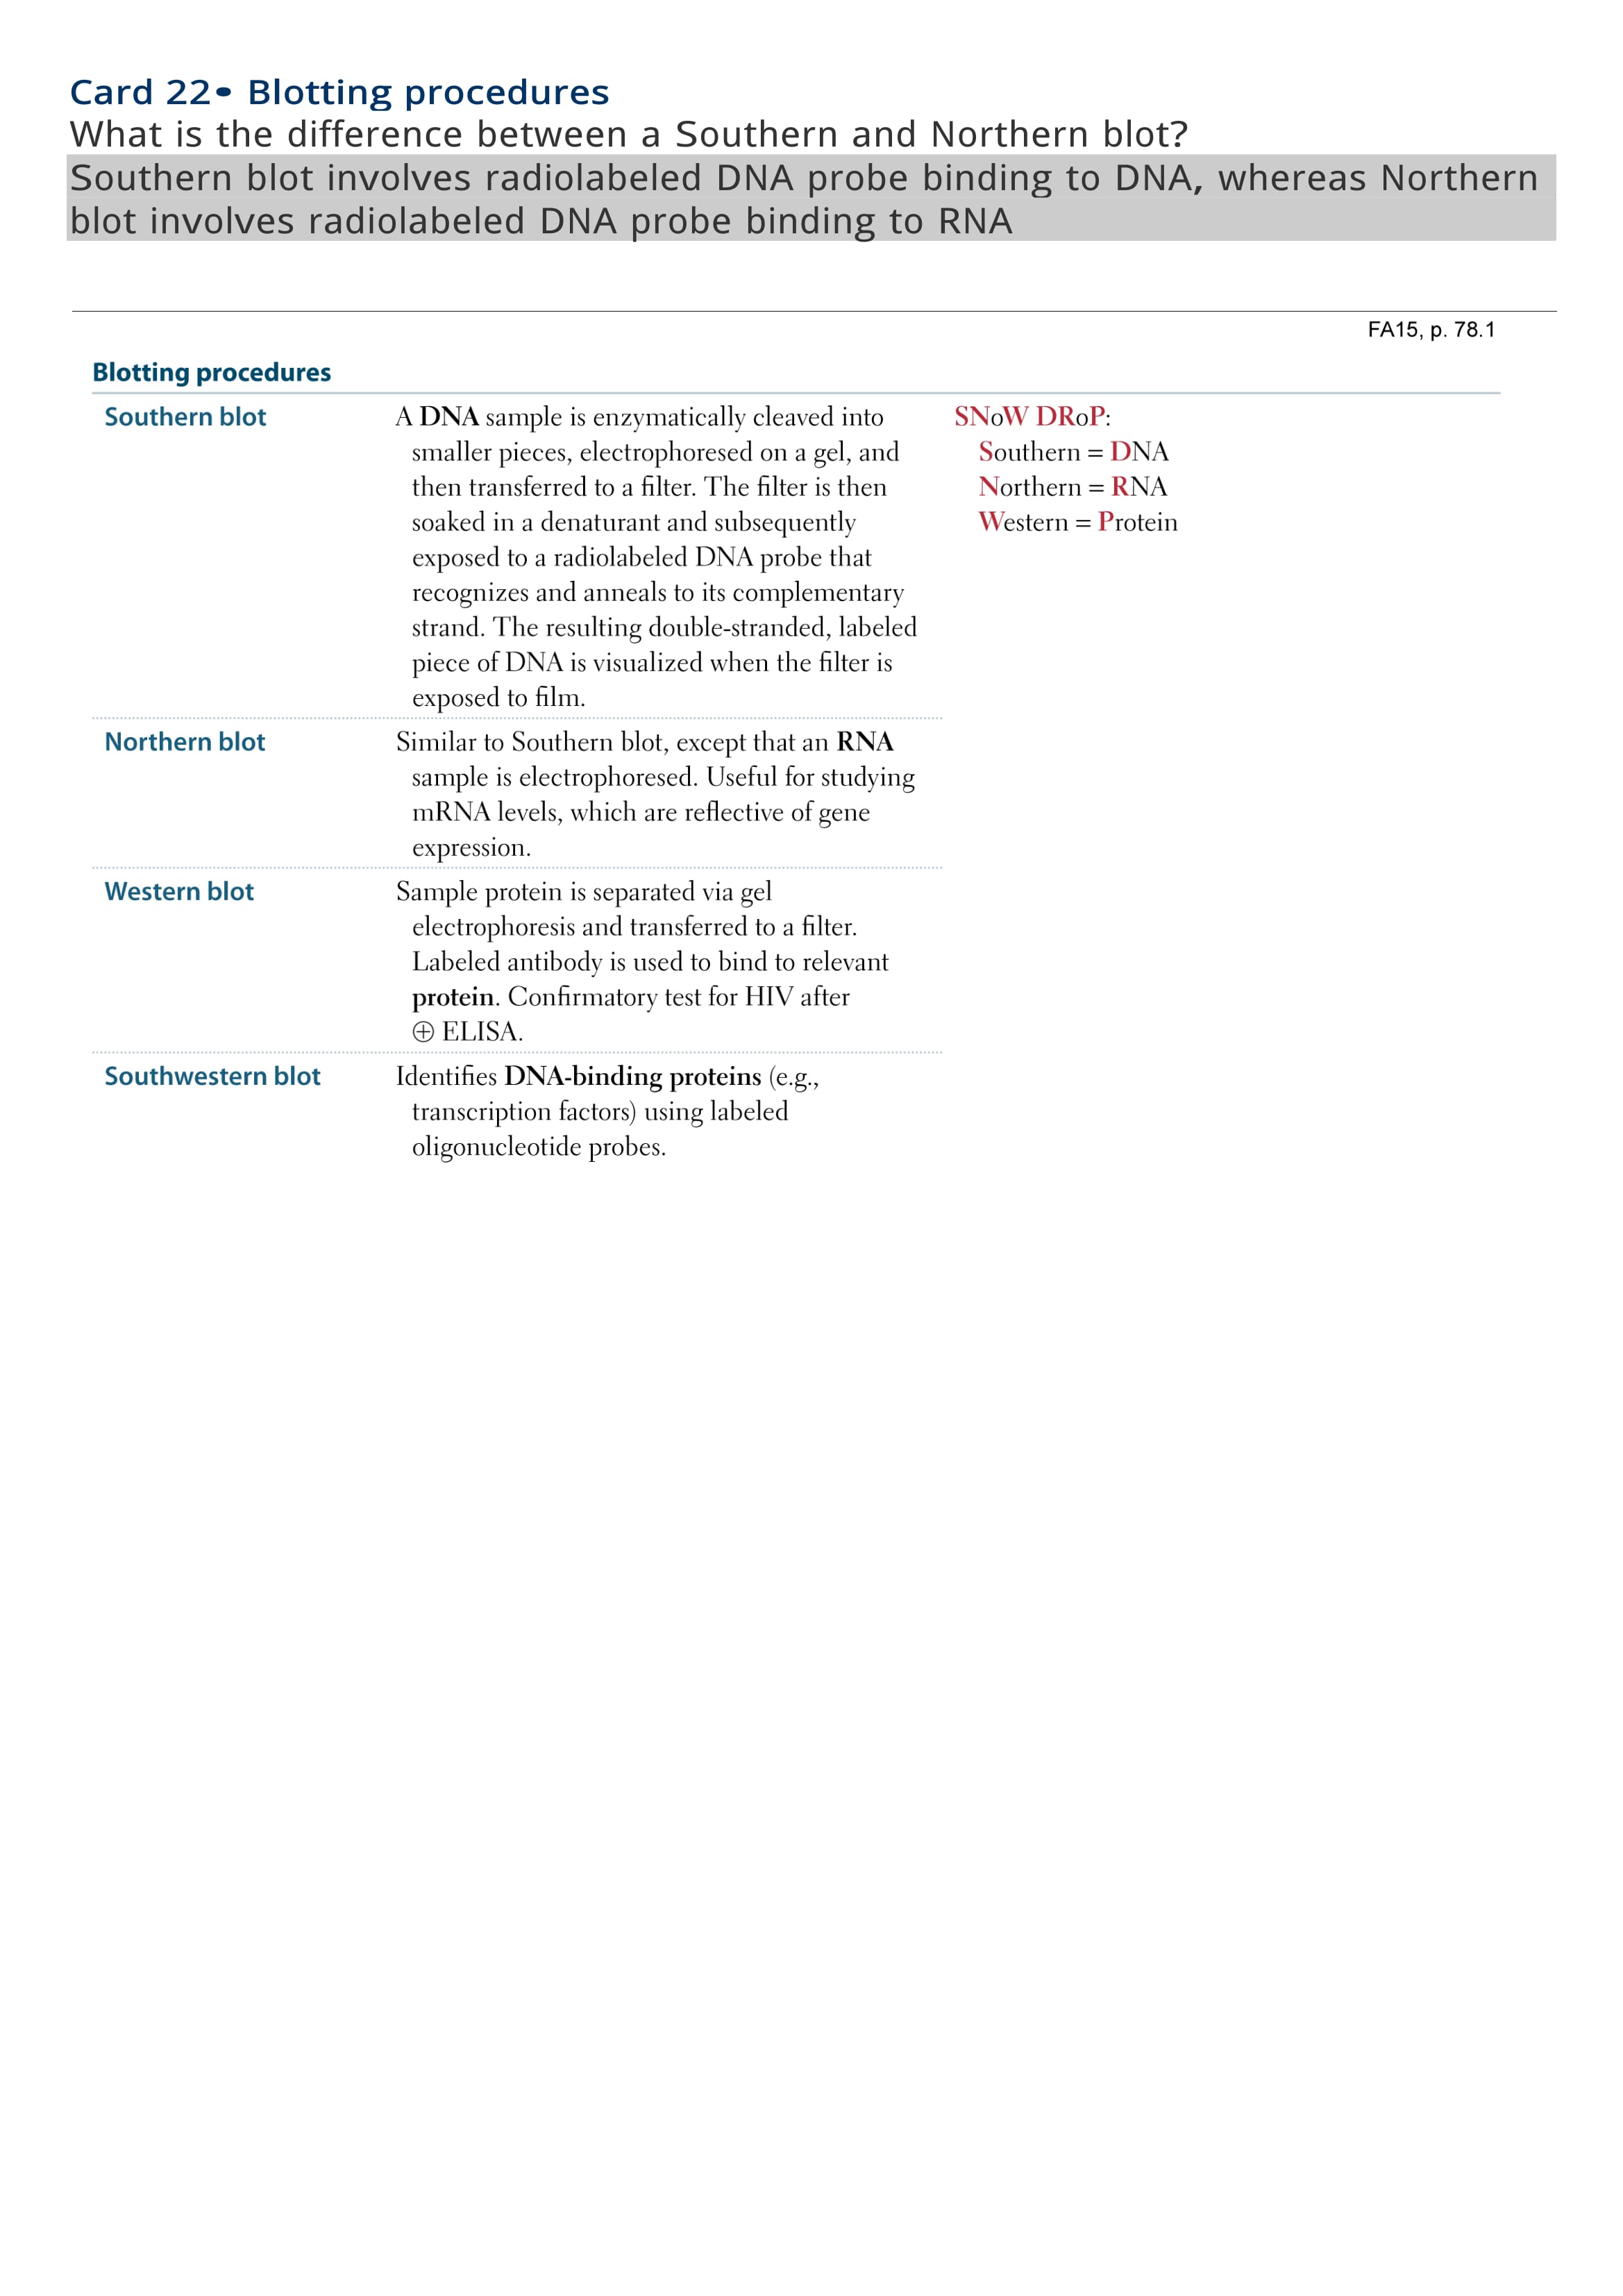 Card 22• Blotting procedures
What is the difference between a Southern and Northern blot?
Southern blot involves radiolabeled DNA probe binding to DNA, whereas Northern
blot involves radiolabeled DNA probe binding to RNA
FA15, p. 78.1
Blotting procedures
Southern blot
A DNA sample is enzymatically cleaved into
smaller pieces, electrophoresed on a gel, and
then transferred to a filter. The filter is then
soaked in a denaturant and subsequently
exposed to a radiolabeled DNA probe that
recognizes and anneals to its complementary
strand. The resulting double-stranded, labeled
piece of DNA is visualized when the filter is
exposed to film.
SNoW DRoP:
Southern = DNA
Northern = RNA
Western = Protein
Northern blot
Similar to Southern blot, except that an RNA
sample is electrophoresed. Useful for studying
mRNA levels, which are reflective of gene
expression.
Western blot
Sample protein is separated via gel
electrophoresis and transferred to a filter.
Labeled antibody is used to bind to relevant
protein. Confirmatory test for HIV after
⊕ ELISA.
Southwestern blot
Identifies DNA-binding proteins (e.g.,
transcription factors) using labeled
oligonucleotide probes.